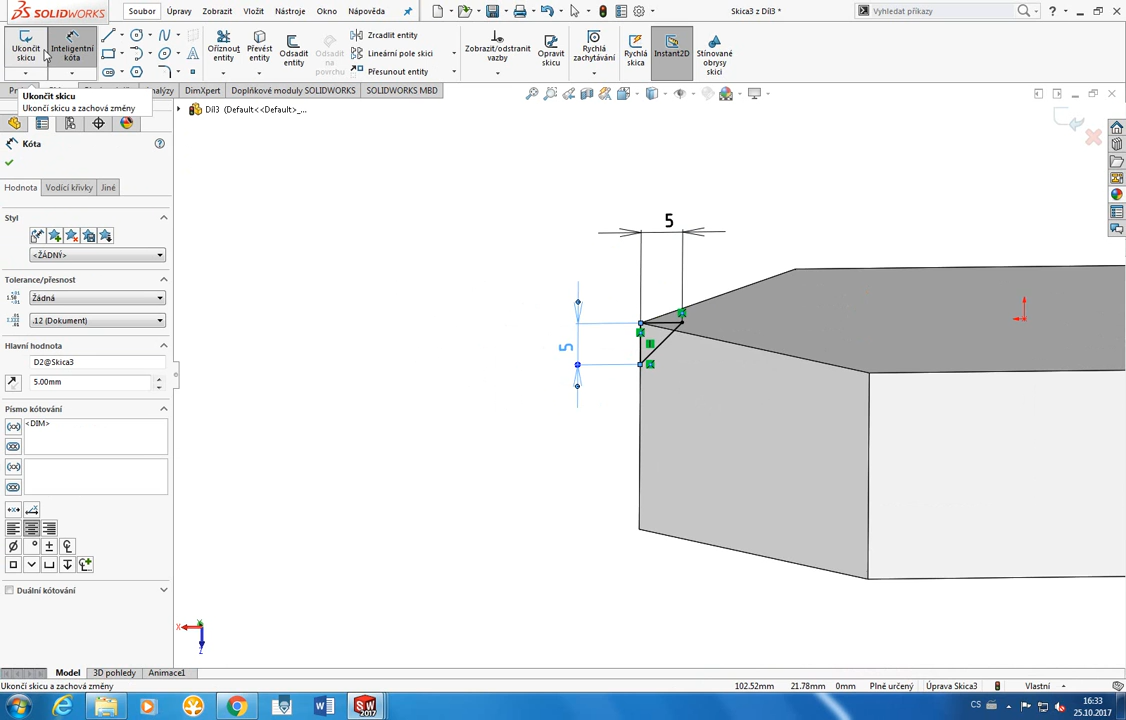 SOLIDWORKS
Soubor
Úpravy
Zobrazit
Vložit
Nástroje
Okno
Nápověda
Skica3 z Díl3 *
Vyhledat příkazy
Ukončit skicu
Inteligentní kóta
Oříznout entity
Převést entity
Odsadit entity
Odsadit na povrchu
Zrcadlit entity
Lineární pole skici
Přesunout entity
Zobrazit/odstranit vazby
Opravit skicu
Rychlá zachytávání
Rychlá skica
Instant2D
Stínované obrysy skici
DimXpert
Doplňkové moduly SOLIDWORKS
SOLIDWORKS MBD
Ukončit skicu
Ukončí skicu a zachová změny
Díl3 (Default<<Default>_...
Kóta
Hodnota
Vodící křivky
Jiné
Styl
<ŽÁDNÝ>
Tolerance/přesnost
Žádná
.12 (Dokument)
Hlavní hodnota
D2@Skica3
5.00mm
Písmo kótování
<DIM>
Duální kótování
5
5
X
Z
Model
3D pohledy
Animace1
Ukončí skicu a zachová změny
102.52mm
21.78mm
0mm
Plně určený
Úprava Skica3
Vlastní
CS
16:33
25.10.2017